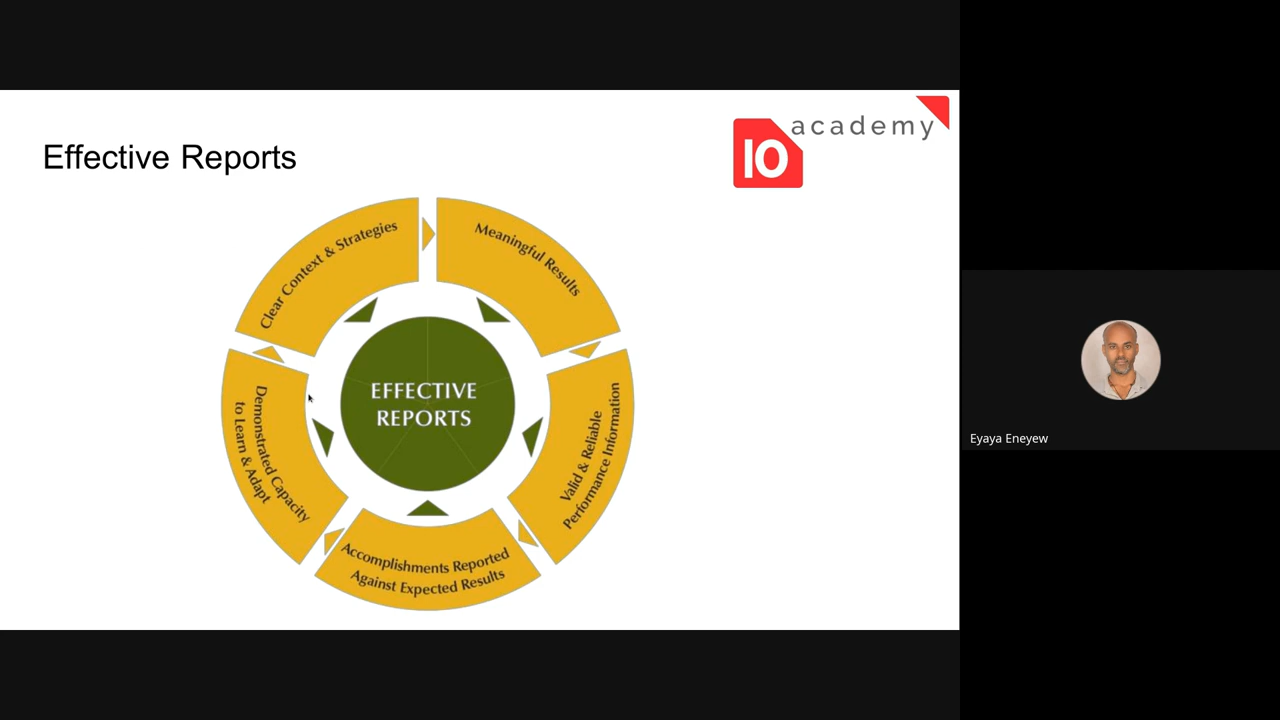 Effective Reports
10
academy
Clear Context & Strategies
Meaningful Results
Valid & Reliable
Performance Information
Accomplishments Reported
Against Expected Results
Demonstrated Capacity
to Learn & Adapt
EFFECTIVE
REPORTS
Eyaya Eneyew